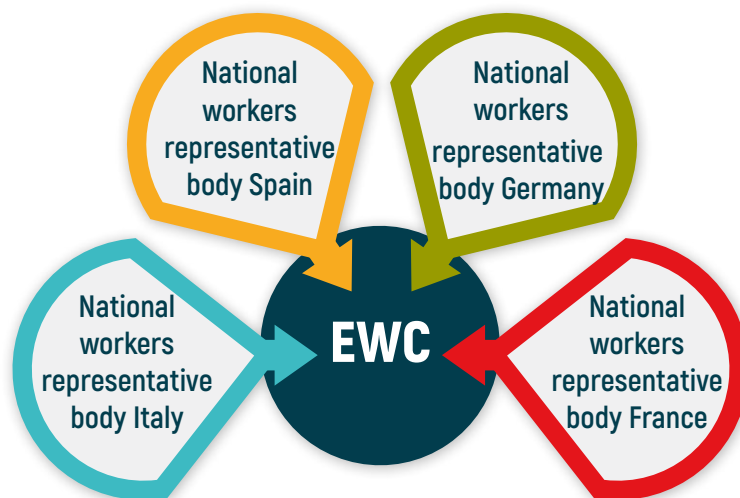 National
workers
representative
body Spain
National
workers
representative
body Germany
National
workers
representative
body Italy
EWC
National
workers
representative
body France